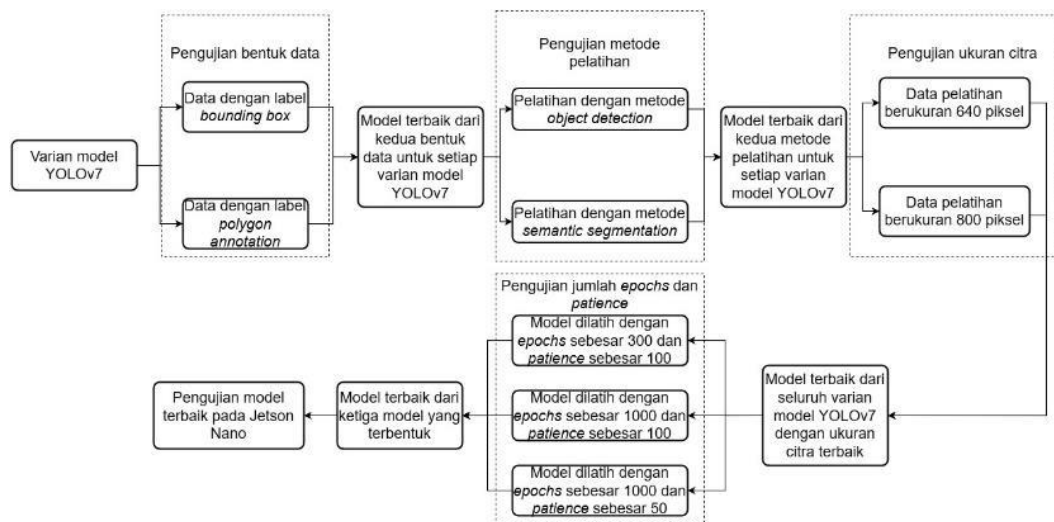 Pengujian bentuk data
Data dengan label
bounding box
Varian model
YOLOv7
Data dengan label
polygon
annotation
Model terbaik dari
kedua bentuk
data untuk setiap
varian model
YOLOv7
Pengujian metode
pelatihan
Pelatihan dengan metode
object detection
Pelatihan dengan metode
semantic segmentation
Model terbaik dari
kedua metode
pelatihan untuk
setiap varian
model YOLOv7
Pengujian ukuran citra
Data pelatihan
berukuran 640 piksel
Data pelatihan
berukuran 800 piksel
Model terbaik dari
seluruh varian
model YOLOv7
dengan ukuran
citra terbaik
Pengujian jumlah epochs dan
patience
Model dilatih dengan
epochs sebesar 300 dan
patience sebesar 100
Model dilatih dengan
epochs sebesar 1000 dan
patience sebesar 100
Model dilatih dengan
epochs sebesar 1000 dan
patience sebesar 50
Model terbaik dari
ketiga model yang
terbentuk
Pengujian model
terbaik pada Jetson
Nano